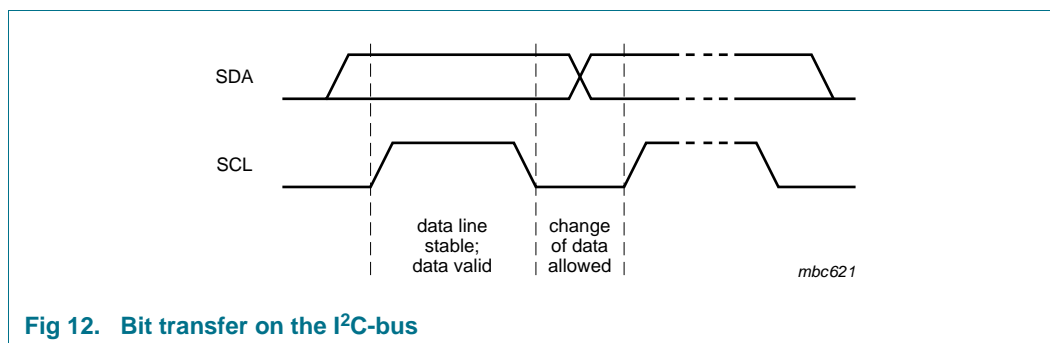 SDA
SCL
data line
stable;
data valid
change
of data
allowed
mbc621
Fig 12. Bit transfer on the I²C-bus